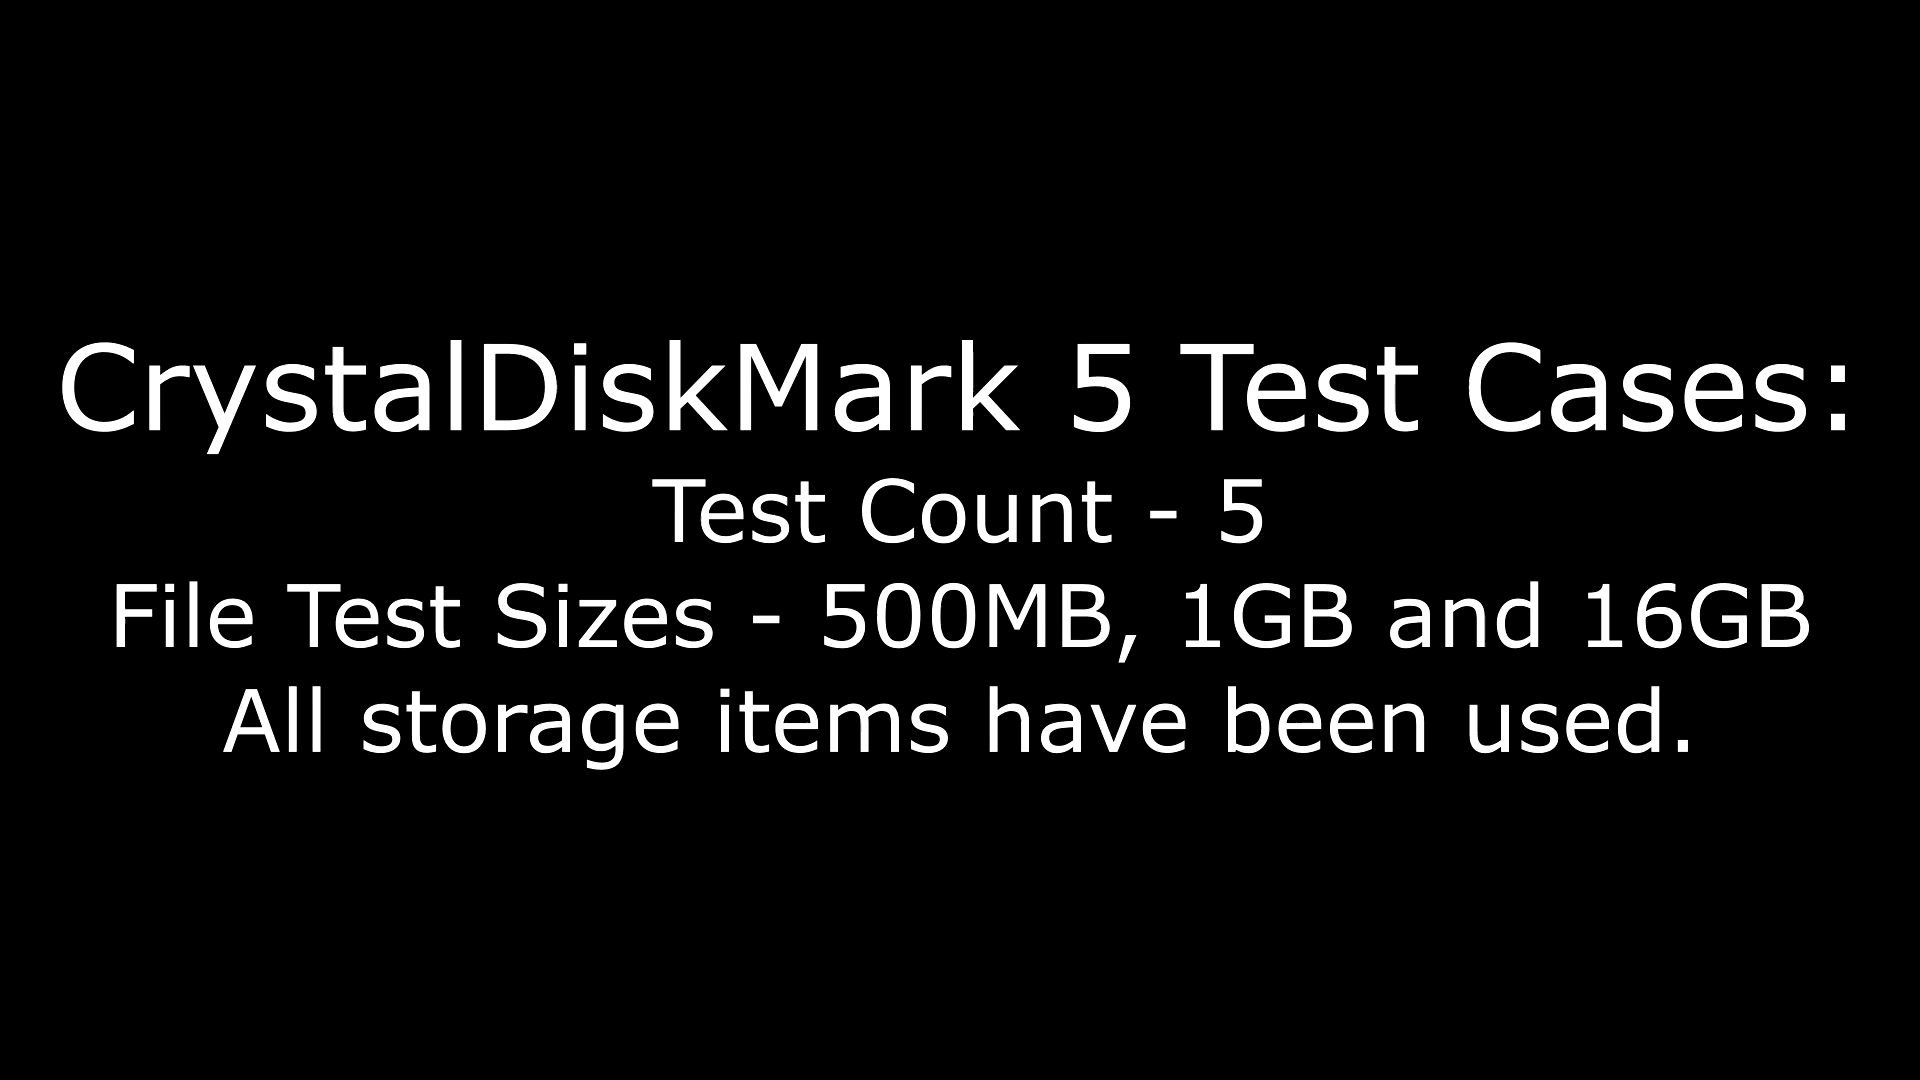 CrystalDiskMark 5 Test Cases:
Test Count - 5
File Test Sizes - 500MB, 1GB and 16GB
All storage items have been used.